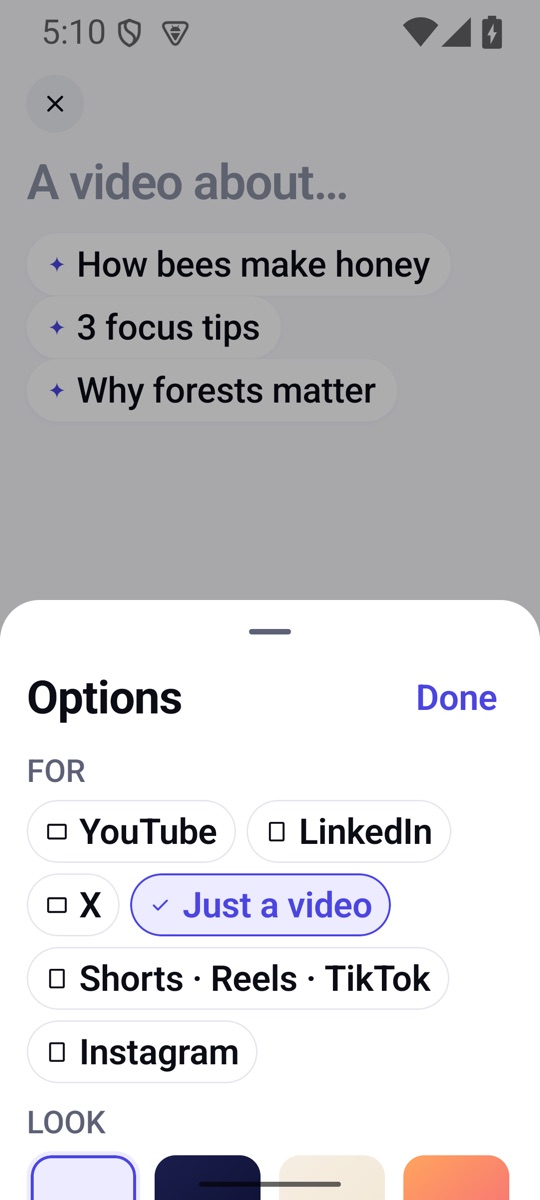 5:10
A video about...
How bees make honey
3 focus tips
Why forests matter
Options
Done
FOR
YouTube
LinkedIn
X
Just a video
Shorts · Reels · TikTok
Instagram
LOOK